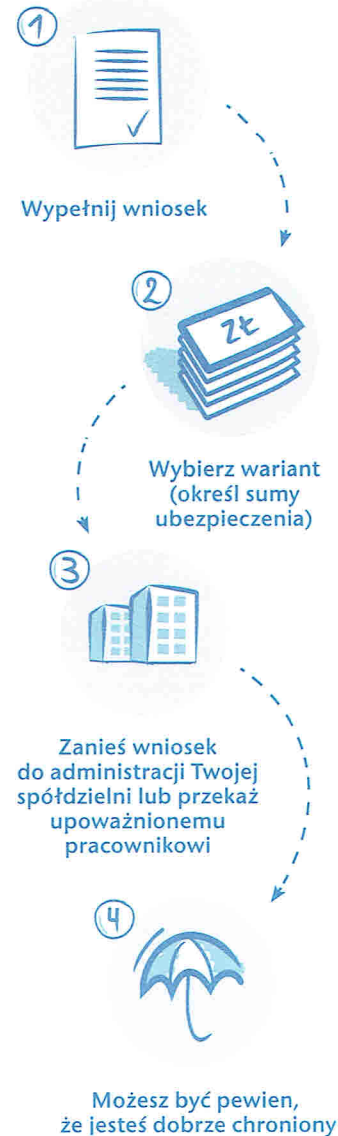 1
Wypełnij wniosek
2
ZŁ
Wybierz wariant
(określ sumy
ubezpieczenia)
3
Zanieś wniosek
do administracji Twojej
spółdzielni lub przekaż
upoważnionemu
pracownikowi
4
Możesz być pewien,
że jesteś dobrze chroniony